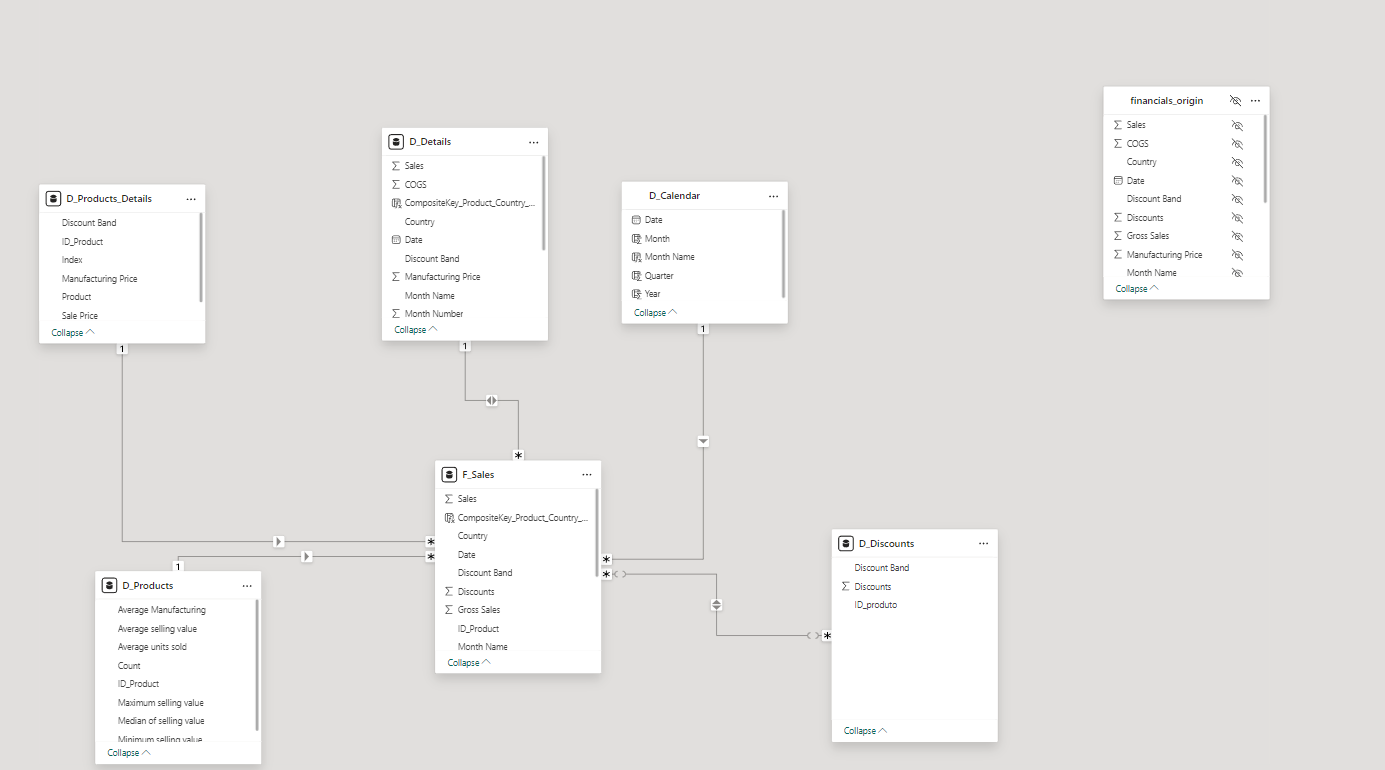 D_Products_Details
Discount Band
ID_Product
Index
Manufacturing Price
Product
Sale Price
Collapse
1
D_Details
Sales
COGS
CompositeKey_Product_Country_...
Country
Date
Discount Band
Manufacturing Price
Month Name
Month Number
Collapse
1
D_Calendar
Date
Month
Month Name
Quarter
Year
Collapse
1
financials_origin
Sales
COGS
Country
Date
Discount Band
Discounts
Gross Sales
Manufacturing Price
Month Name
Collapse
F_Sales
Sales
CompositeKey_Product_Country_...
Country
Date
Discount Band
Discounts
Gross Sales
ID_Product
Month Name
Collapse
1
D_Products
Average Manufacturing
Average selling value
Average units sold
Count
ID_Product
Maximum selling value
Median of selling value
Minimum selling value
Collapse
D_Discounts
Discount Band
Discounts
ID_produto
Collapse